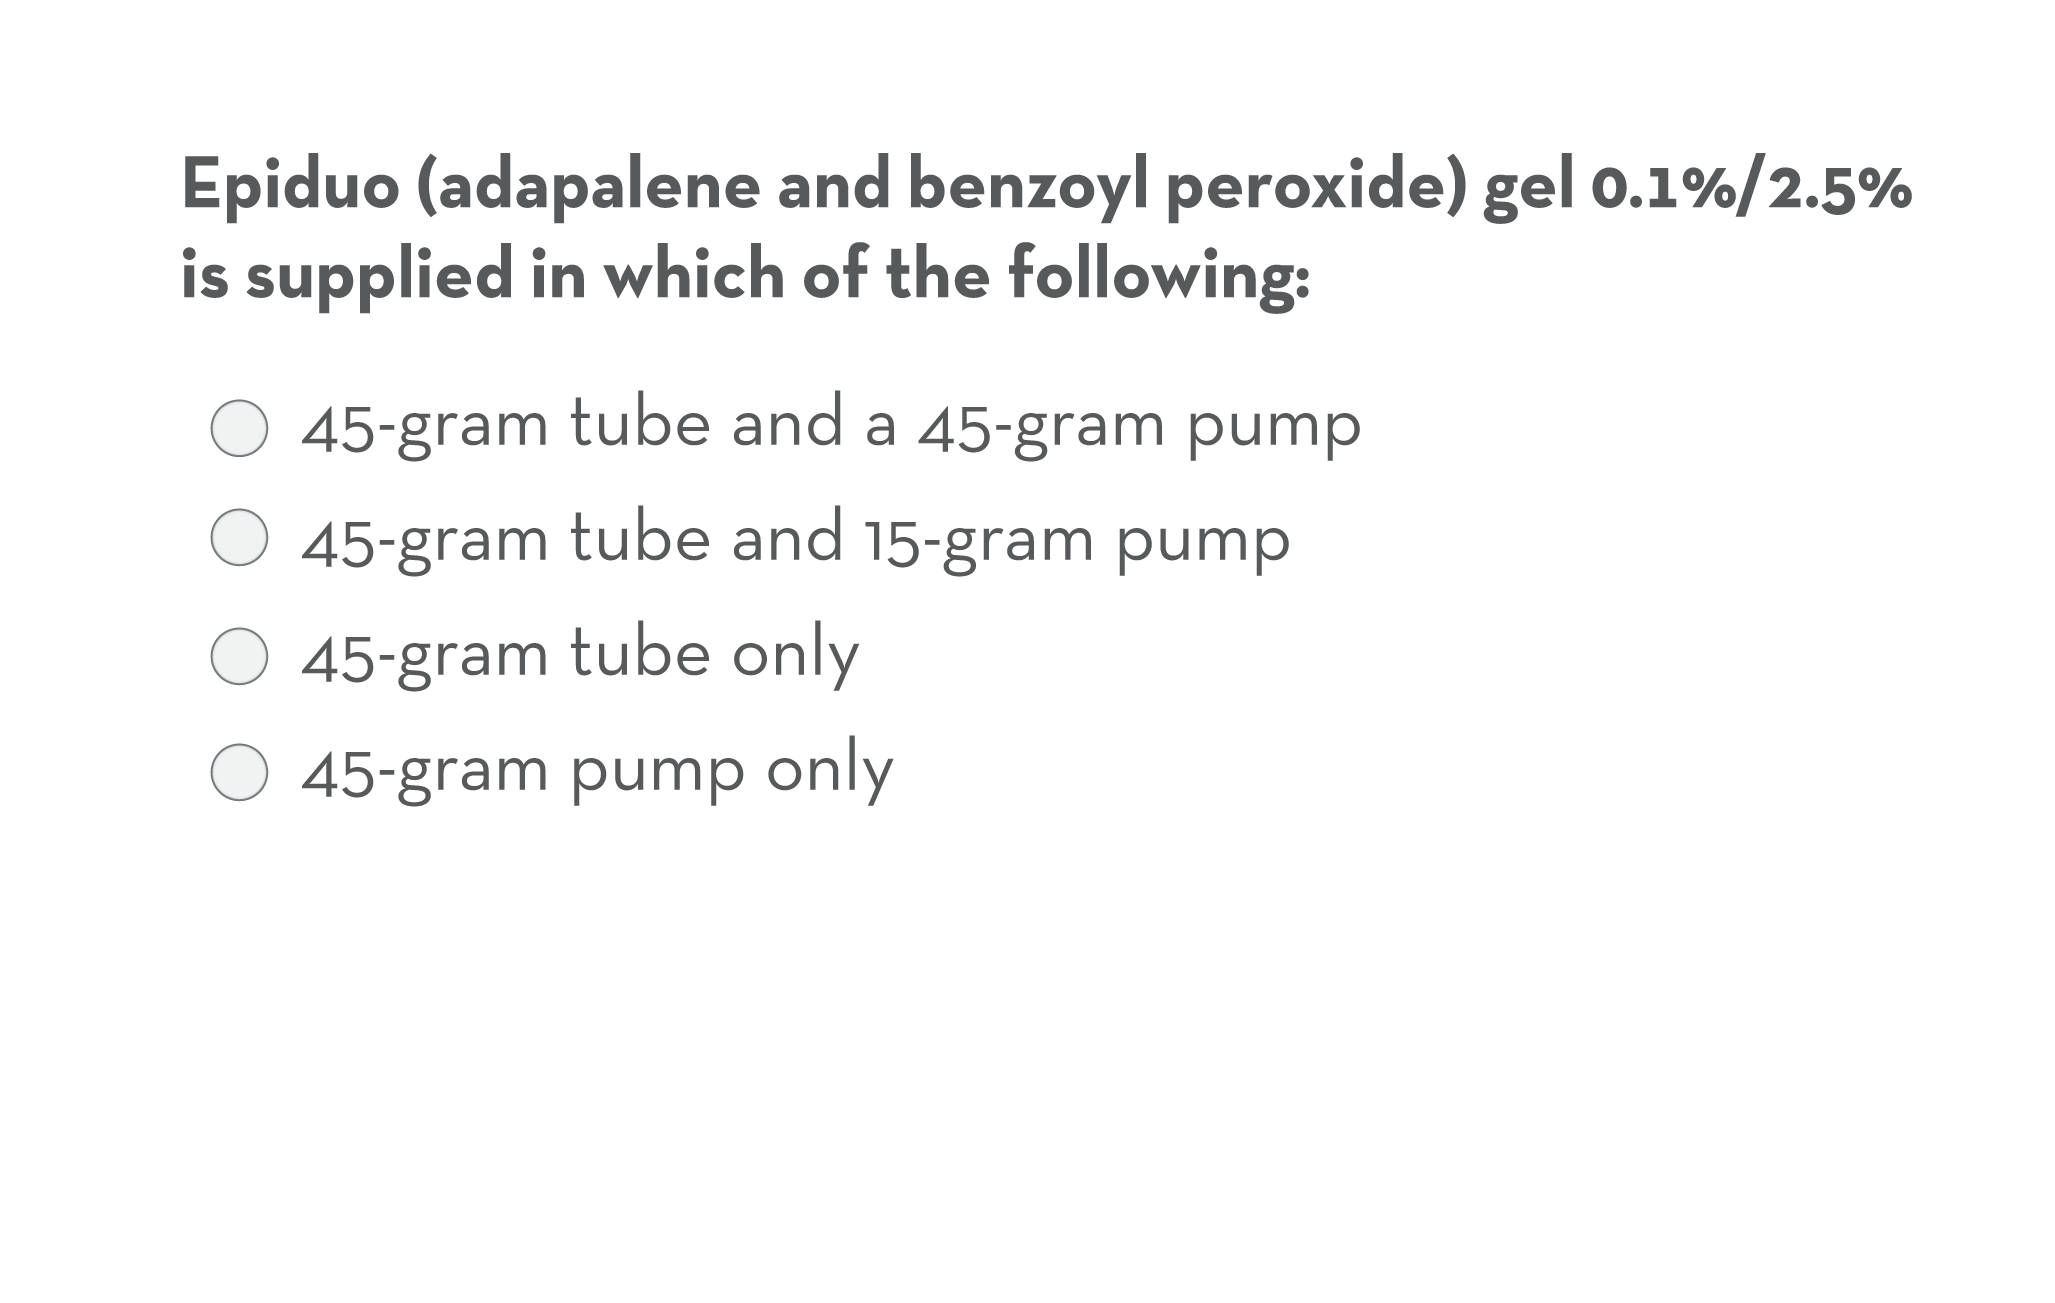 Epiduo (adapalene and benzoyl peroxide) gel 0.1%/2.5%
is supplied in which of the following:
45-gram tube and a 45-gram pump
45-gram tube and 15-gram pump
45-gram tube only
45-gram pump only